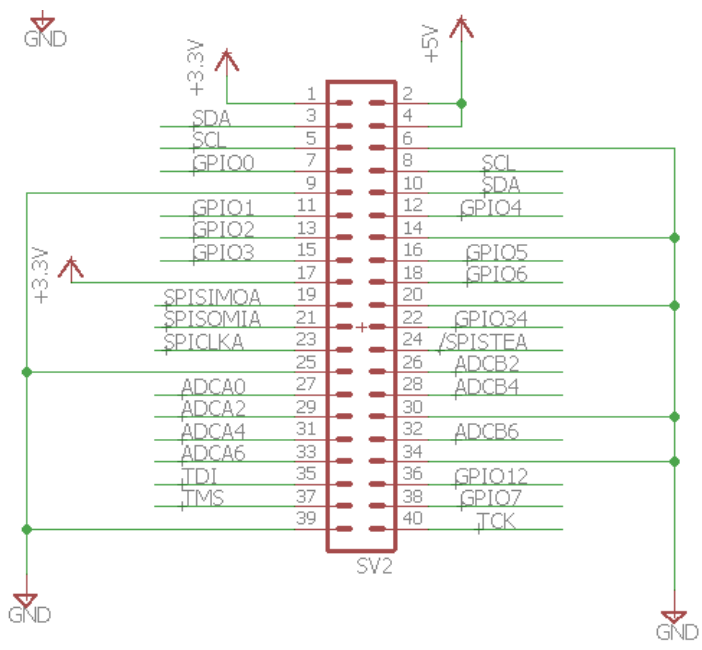 GND
+3.3V
+5V
1 2
SDA 3 4
SCL 5 6
GPIO0 7 8 SCL
9 10 SDA
GPIO1 11 12 GPIO4
GPIO2 13 14
GPIO3 15 16 GPIO5
+3.3V 17 18 GPIO6
SPISIMOA 19 20
SPISOMIA 21 22 GPIO34
SPICLKA 23 24 /SPISTEA
25 26 ADCB2
ADCA0 27 28 ADCB4
ADCA2 29 30
ADCA4 31 32 ADCB6
ADCA6 33 34
TDI 35 36 GPIO12
TMS 37 38 GPIO7
39 40 TCK
SV2
GND
GND